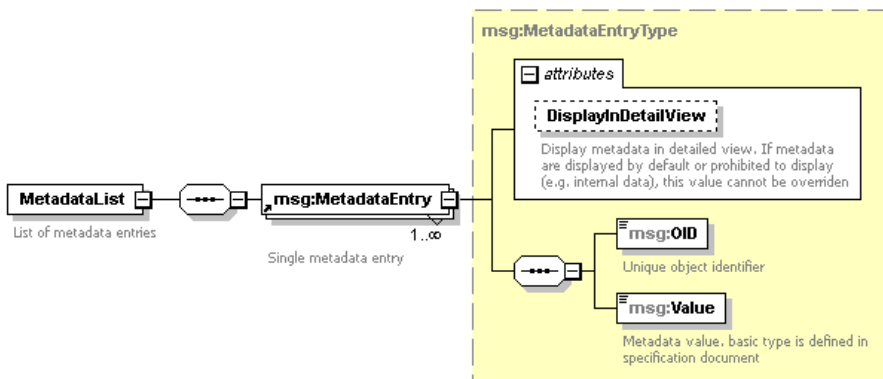 msg:MetadataEntryType
attributes
DisplayInDetailView
Display metadata in detailed view. If metadata
are displayed by default or prohibited to display
(e.g. internal data), this value cannot be overriden
MetadataList
List of metadata entries
msg:MetadataEntry
1..∞
Single metadata entry
msg:OID
Unique object identifier
msg:Value
Metadata value, basic type is defined in
specification document